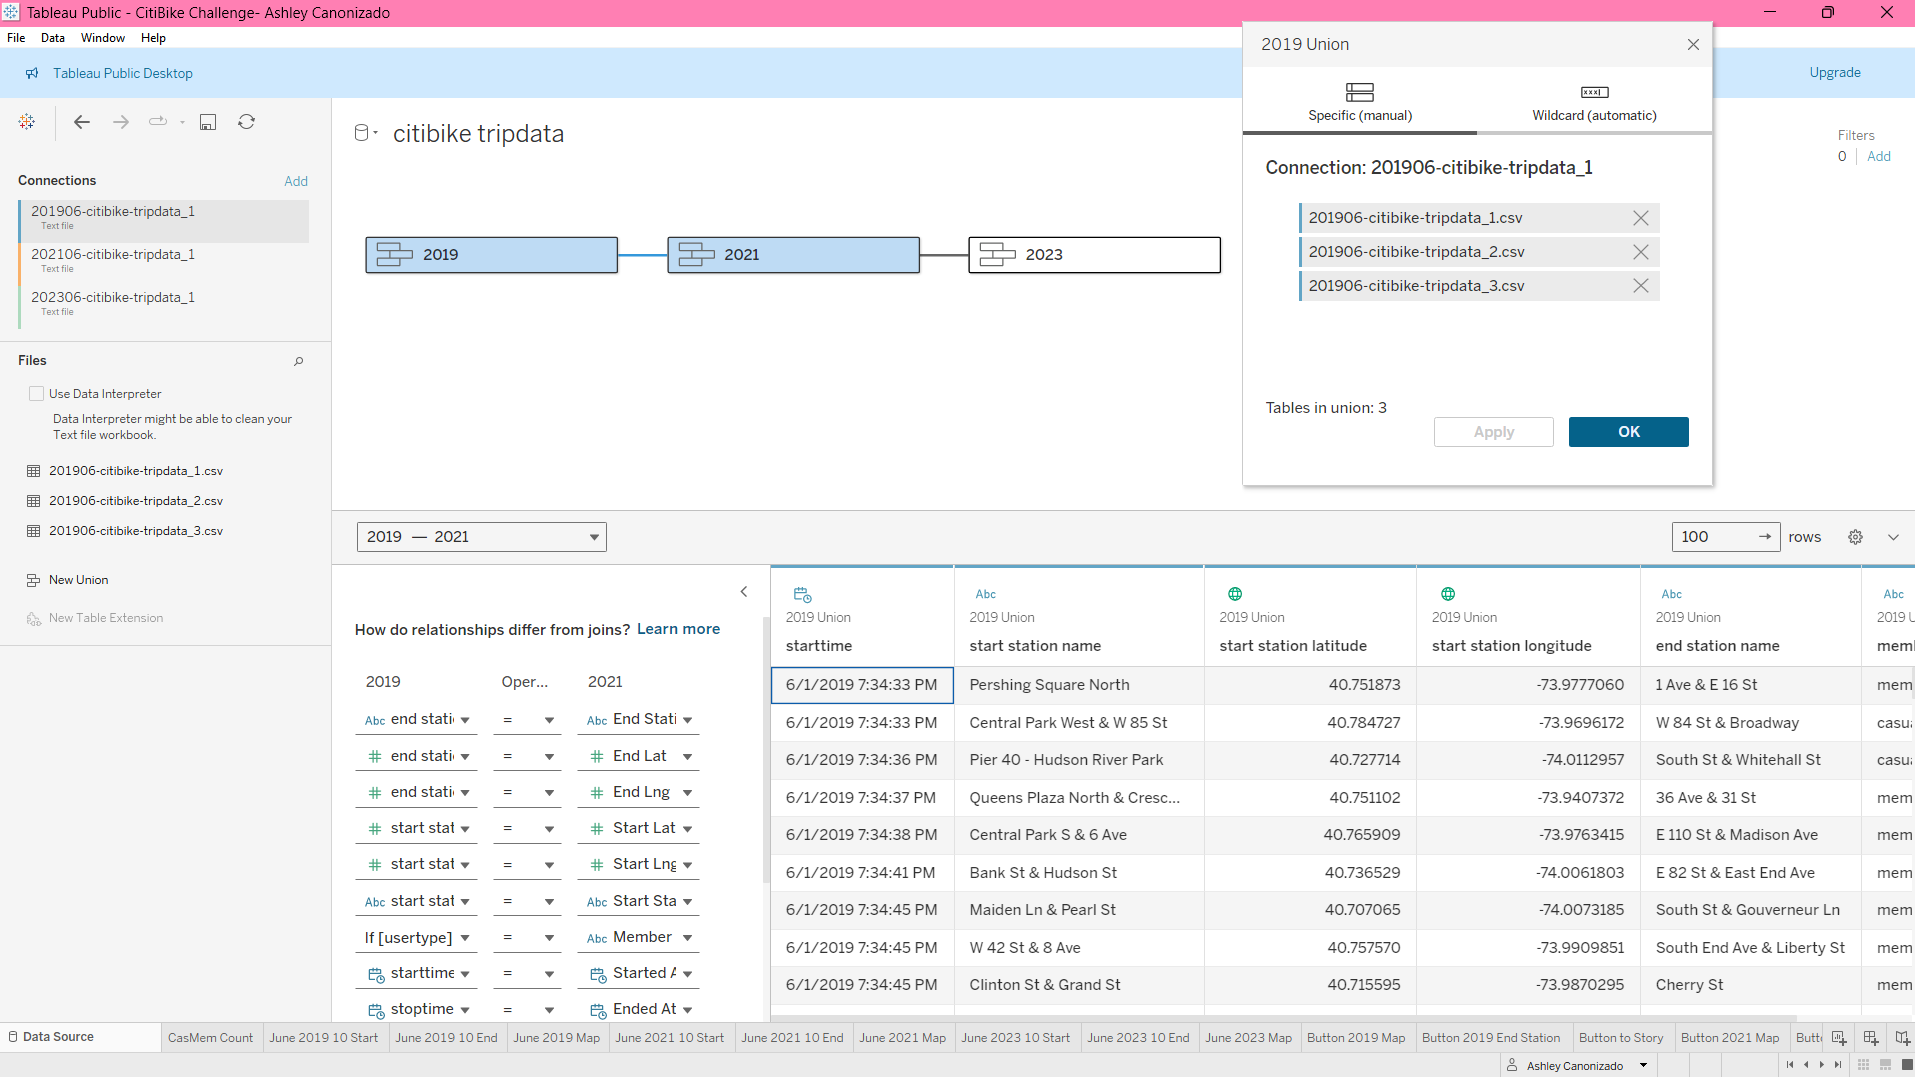 Tableau Public - CitiBike Challenge- Ashley Canonizado
File Data Window Help
Tableau Public Desktop
Upgrade
Connections Add
201906-citibike-tripdata_1
Text file
202106-citibike-tripdata_1
Text file
202306-citibike-tripdata_1
Text file
Files
Use Data Interpreter
Data Interpreter might be able to clean your
Text file workbook.
201906-citibike-tripdata_1.csv
201906-citibike-tripdata_2.csv
201906-citibike-tripdata_3.csv
New Union
New Table Extension
citibike tripdata
Filters
0 Add
2019 2021 2023
2019 Union
Specific (manual) Wildcard (automatic)
Connection: 201906-citibike-tripdata_1
201906-citibike-tripdata_1.csv
201906-citibike-tripdata_2.csv
201906-citibike-tripdata_3.csv
Tables in union: 3
Apply OK
2019 — 2021
100 rows
How do relationships differ from joins? Learn more
2019 Oper... 2021
Abc end stati = Abc End Stati
# end stati = # End Lat
# end stati = # End Lng
# start stat = # Start Lat
# start stat = # Start Lng
Abc start stat = Abc Start Sta
If [usertype] = Abc Member
starttime = Started A
stoptime = Ended At
Abc Abc Abc
2019 Union 2019 Union 2019 Union 2019 Union 2019 Union 2019 U
starttime start station name start station latitude start station longitude end station name mem
6/1/2019 7:34:33 PM Pershing Square North 40.751873 -73.9777060 1 Ave & E 16 St mem
6/1/2019 7:34:33 PM Central Park West & W 85 St 40.784727 -73.9696172 W 84 St & Broadway casu
6/1/2019 7:34:36 PM Pier 40 - Hudson River Park 40.727714 -74.0112957 South St & Whitehall St casu
6/1/2019 7:34:37 PM Queens Plaza North & Cresc... 40.751102 -73.9407372 36 Ave & 31 St mem
6/1/2019 7:34:38 PM Central Park S & 6 Ave 40.765909 -73.9763415 E 110 St & Madison Ave mem
6/1/2019 7:34:41 PM Bank St & Hudson St 40.736529 -74.0061803 E 82 St & East End Ave mem
6/1/2019 7:34:45 PM Maiden Ln & Pearl St 40.707065 -74.0073185 South St & Gouverneur Ln mem
6/1/2019 7:34:45 PM W 42 St & 8 Ave 40.757570 -73.9909851 South End Ave & Liberty St mem
6/1/2019 7:34:45 PM Clinton St & Grand St 40.715595 -73.9870295 Cherry St mem
Data Source CasMem Count June 2019 10 Start June 2019 10 End June 2019 Map June 2021 10 Start June 2021 10 End June 2021 Map June 2023 10 Start June 2023 10 End June 2023 Map Button 2019 Map Button 2019 End Station Button to Story Button 2021 Map Butt
Ashley Canonizado